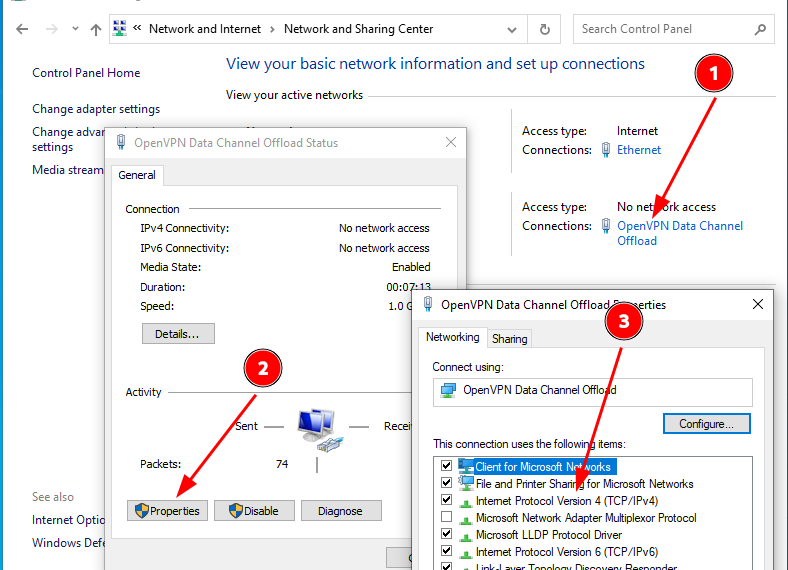 « Network and Internet > Network and Sharing Center
Search Control Panel
Control Panel Home
Change adapter settings
Change adva
settings
Media stream
See also
Internet Optio
Windows Defe
View your basic network information and set up connections
View your active networks
Access type: Internet
Connections: Ethernet
Access type: No network access
Connections: OpenVPN Data Channel
Offload
1
OpenVPN Data Channel Offload Status
General
Connection
IPv4 Connectivity: No network access
IPv6 Connectivity: No network access
Media State: Enabled
Duration: 00:07:13
Speed: 1.0 G
Details...
2
Activity
Sent Recei
Packets: 74
Properties Disable Diagnose
OpenVPN Data Channel Offload Properties
3
Networking Sharing
Connect using:
OpenVPN Data Channel Offload
Configure...
This connection uses the following items:
Client for Microsoft Networks
File and Printer Sharing for Microsoft Networks
Internet Protocol Version 4 (TCP/IPv4)
Microsoft Network Adapter Multiplexor Protocol
Microsoft LLDP Protocol Driver
Internet Protocol Version 6 (TCP/IPv6)
Link-Layer Topology Discovery Responder